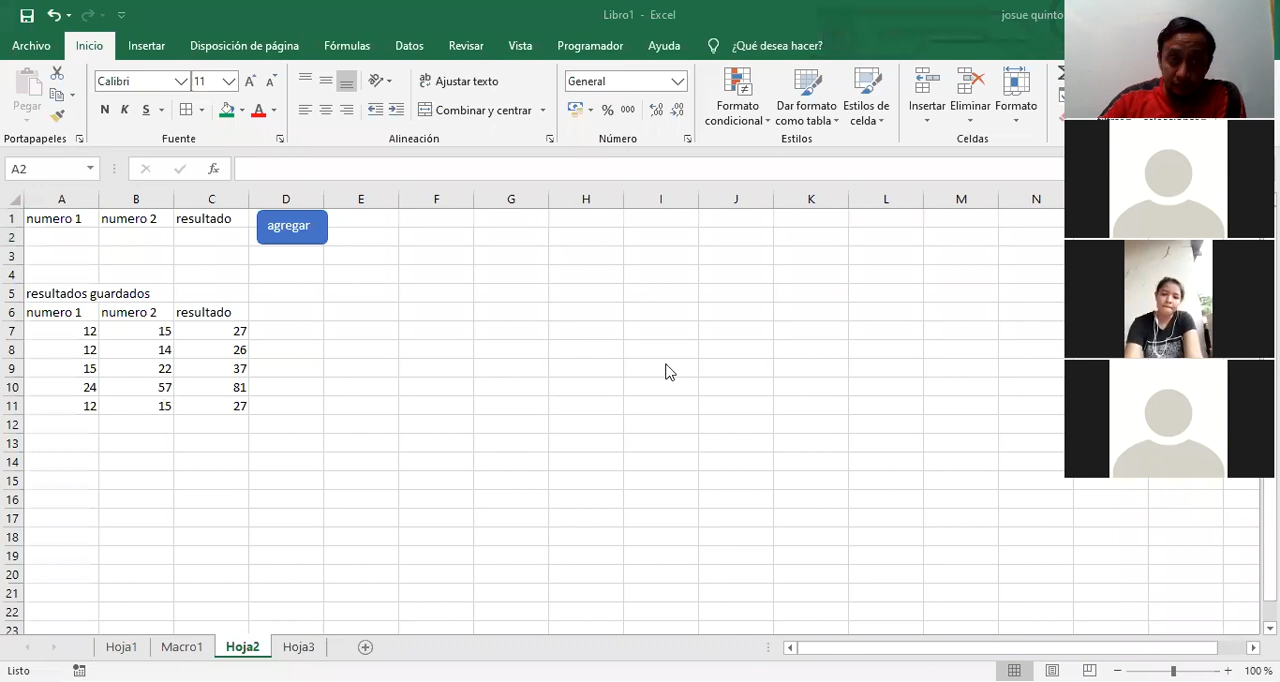 Libro1 - Excel
josue quinto
Archivo Inicio Insertar Disposición de página Fórmulas Datos Revisar Vista Programador Ayuda ¿Qué desea hacer?
Pegar
Calibri 11
N K S
A A
A
Ajustar texto
Combinar y centrar
General
% 000
Formato condicional
Dar formato como tabla
Estilos de celda
Insertar Eliminar Formato
Portapapeles Fuente Alineación Número Estilos Celdas
A2 fx
A B C D E F G H I J K L M N
1 numero 1 numero 2 resultado agregar
2
3
4
5 resultados guardados
6 numero 1 numero 2 resultado
7 12 15 27
8 12 14 26
9 15 22 37
10 24 57 81
11 12 15 27
12
13
14
15
16
17
18
19
20
21
22
23
Hoja1 Macro1 Hoja2 Hoja3
Listo 100 %